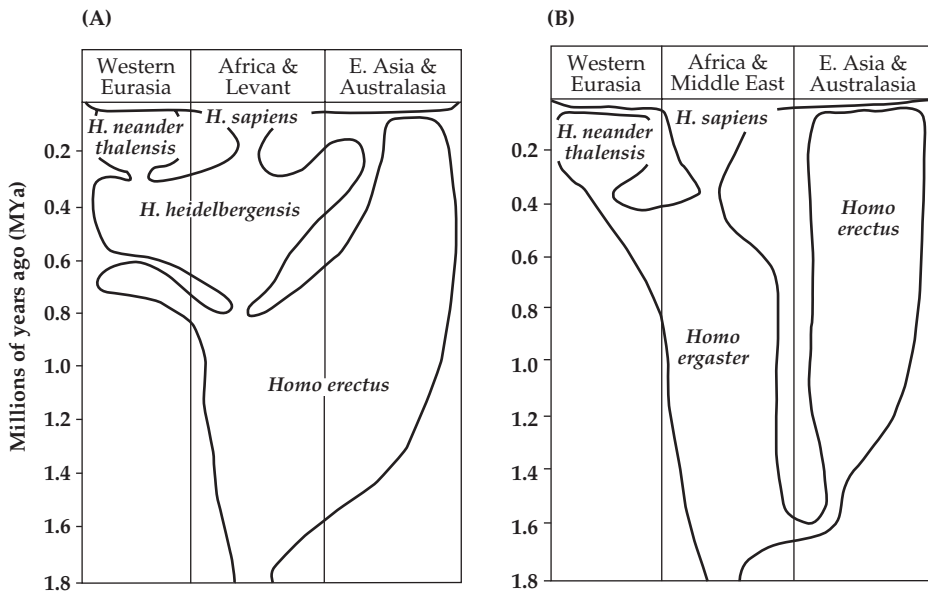 (A)
Western
Eurasia
Africa &
Levant
E. Asia &
Australasia
H. neander
thalensis
H. sapiens
H. heidelbergensis
Homo erectus
Millions of years ago (MYa)
0.2
0.4
0.6
0.8
1.0
1.2
1.4
1.6
1.8
(B)
Western
Eurasia
Africa &
Middle East
E. Asia &
Australasia
H. neander
thalensis
H. sapiens
Homo
erectus
Homo
ergaster
0.2
0.4
0.6
0.8
1.0
1.2
1.4
1.6
1.8